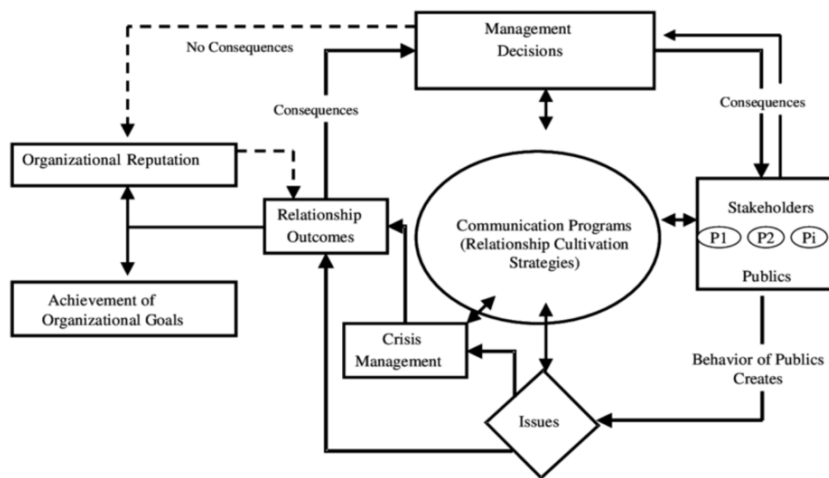 Management
Decisions
No Consequences
Consequences
Consequences
Organizational Reputation
Relationship
Outcomes
Communication Programs
(Relationship Cultivation
Strategies)
Stakeholders
P1 P2 Pi
Publics
Achievement of
Organizational Goals
Crisis
Management
Behavior of Publics
Creates
Issues